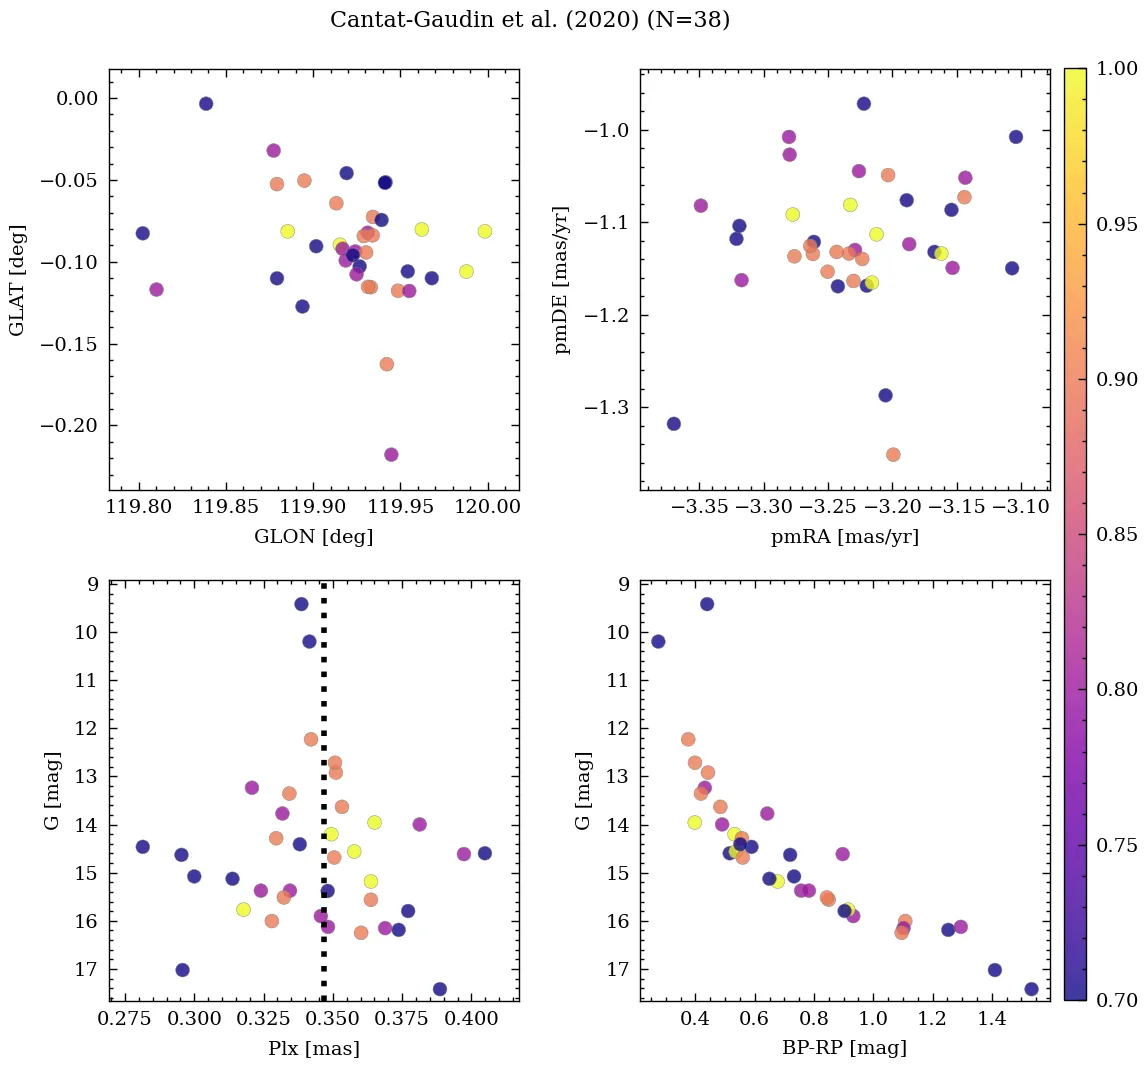 Cantat-Gaudin et al. (2020) (N=38)
0.00
−0.05
−0.10
−0.15
−0.20
GLAT [deg]
119.80 119.85 119.90 119.95 120.00
GLON [deg]
−1.0
−1.1
−1.2
−1.3
pmDE [mas/yr]
−3.35 −3.30 −3.25 −3.20 −3.15 −3.10
pmRA [mas/yr]
9
10
11
12
13
14
15
16
17
G [mag]
0.275 0.300 0.325 0.350 0.375 0.400
Plx [mas]
9
10
11
12
13
14
15
16
17
G [mag]
0.4 0.6 0.8 1.0 1.2 1.4
BP-RP [mag]
1.00
0.95
0.90
0.85
0.80
0.75
0.70